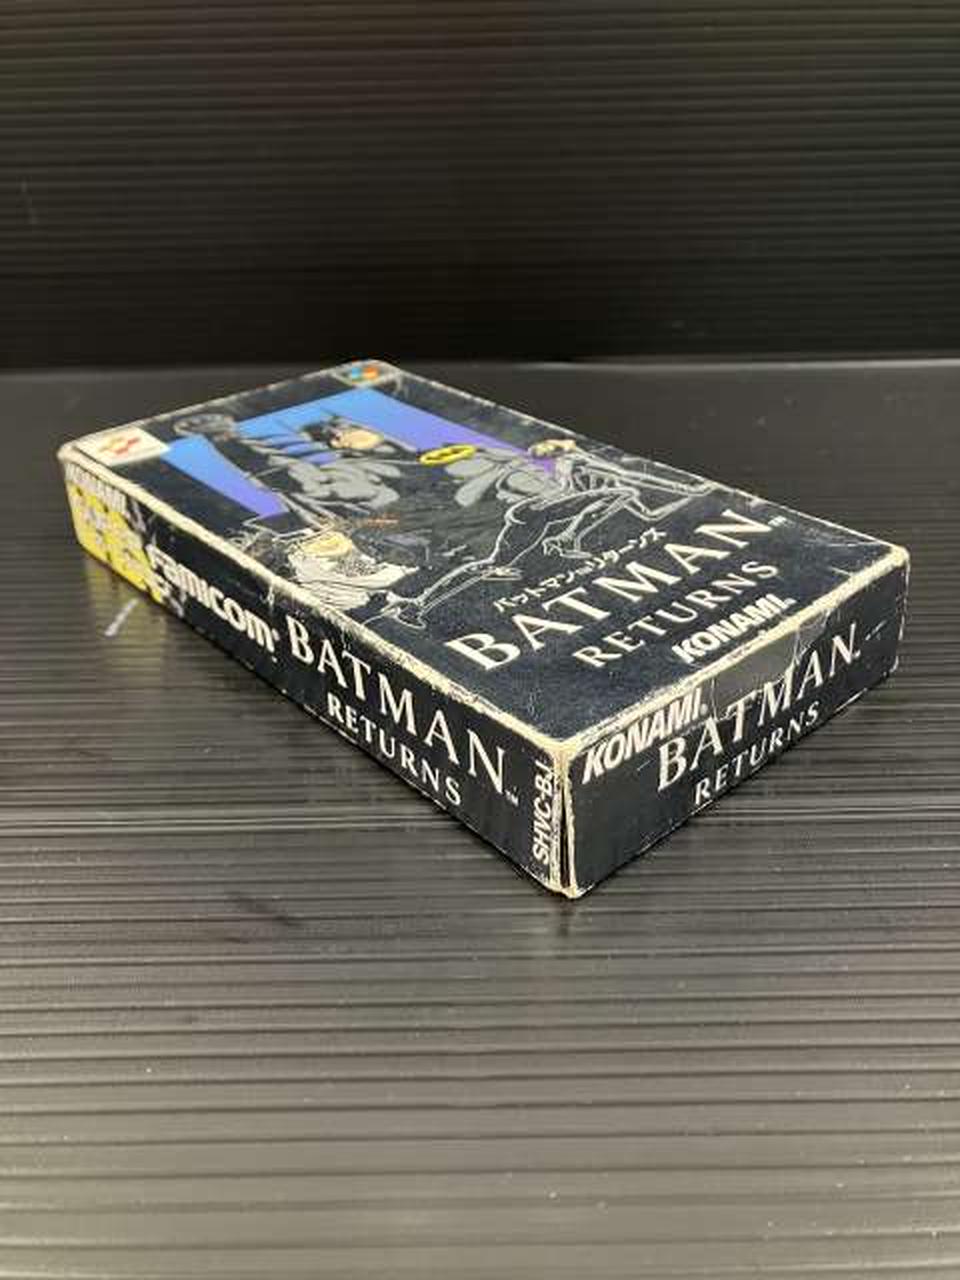 バットマン リターンズ
BATMAN™
RETURNS
KONAMI.
KONAMI.
Famicom
BATMAN™
RETURNS
SHVC-BJ
KONAMI.
BATMAN.
RETURNS